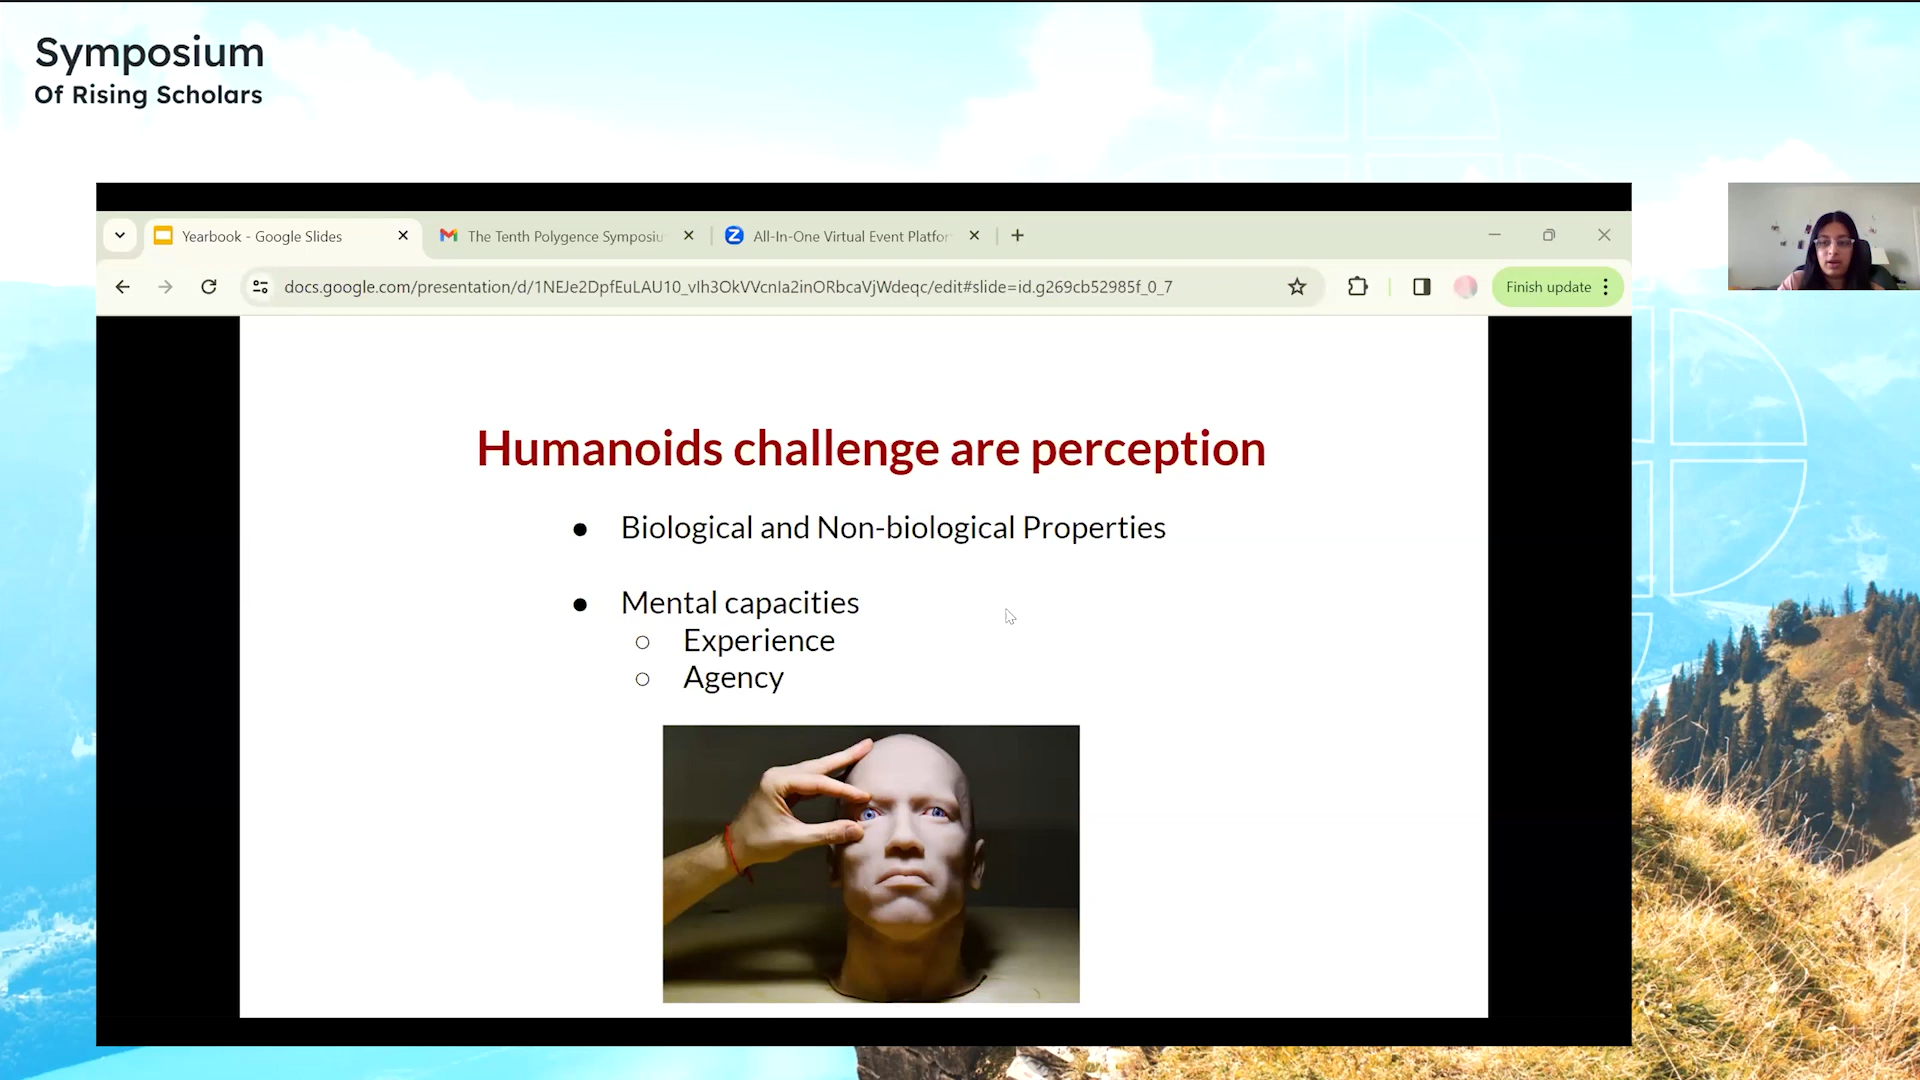 Symposium
Of Rising Scholars
Yearbook - Google Slides
The Tenth Polygence Symposiu
All-In-One Virtual Event Platfor
docs.google.com/presentation/d/1NEJe2DpfEuLAU10_vIh3OkVVcnIa2inORbcaVjWdeqc/edit#slide=id.g269cb52985f_0_7
Finish update
Humanoids challenge are perception
Biological and Non-biological Properties
Mental capacities
Experience
Agency